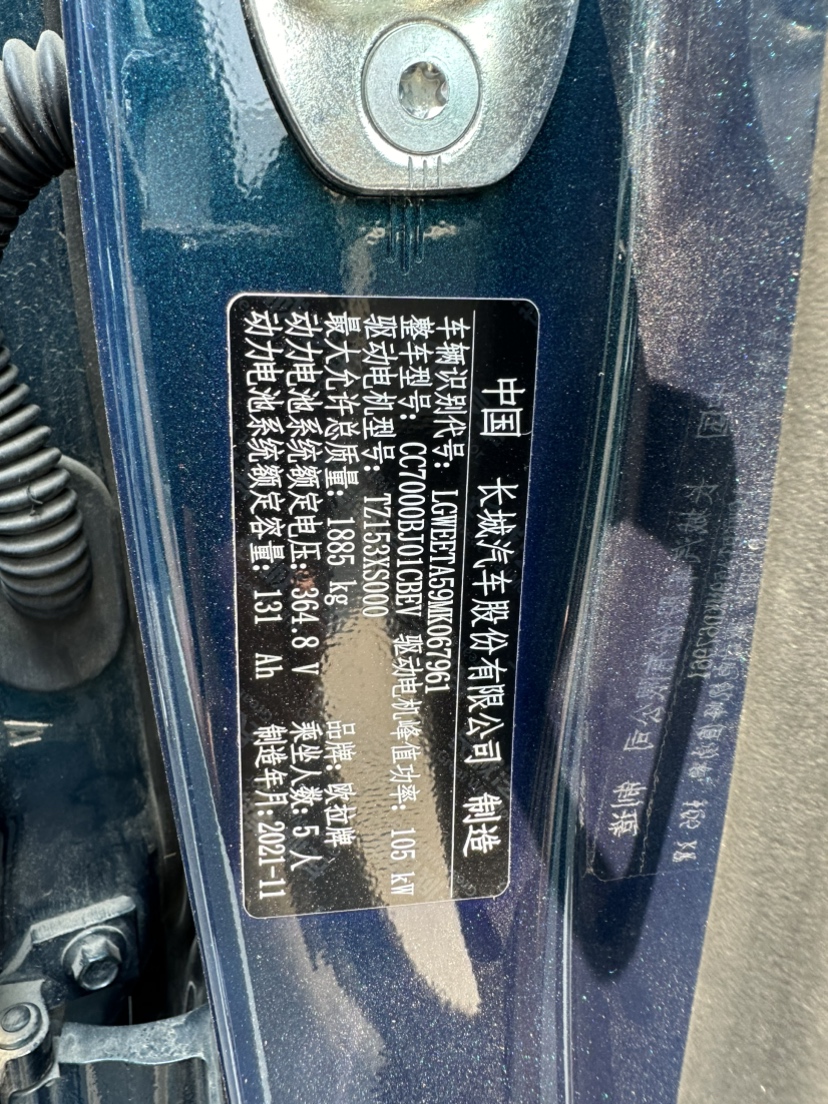 中国 长城汽车股份有限公司 制造
车辆识别代号: LGWEETA59MK067961
整车型号: CC7000BJ01CBEV 驱动电机峰值功率: 105 kW
驱动电机型号: TZ153XS000
最大允许总质量: 1885 kg 品牌: 欧拉牌
动力电池系统额定电压: 364.8 V 乘坐人数: 5 人
动力电池系统额定容量: 131 Ah 制造年月: 2021-11